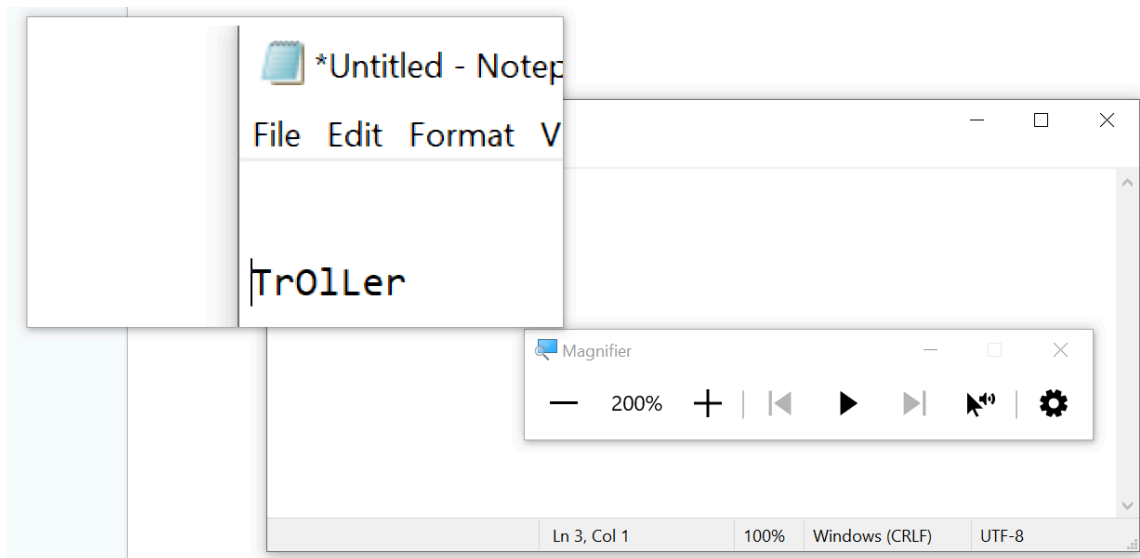 *Untitled - Notep
File Edit Format V
TrOlLer
Magnifier
200%
Ln 3, Col 1 100% Windows (CRLF) UTF-8